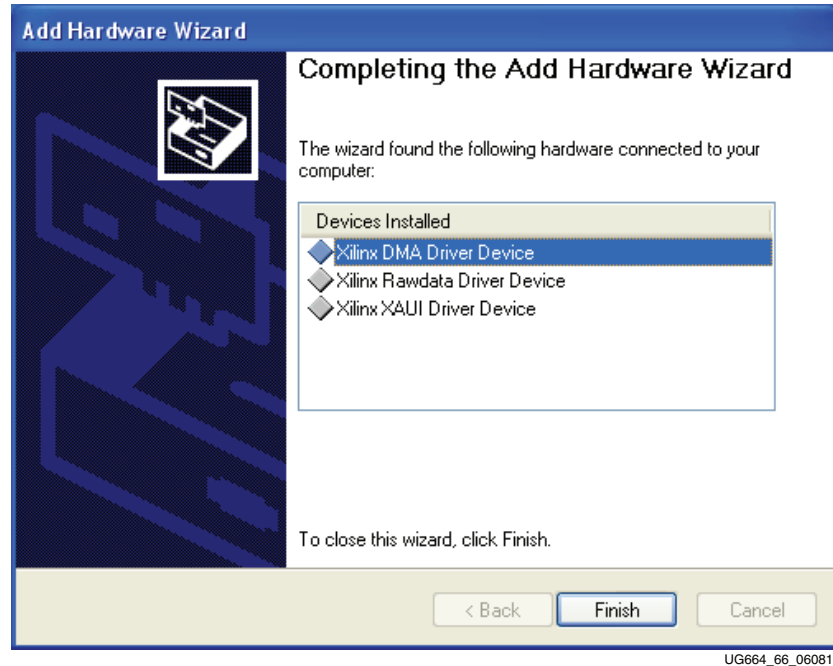 Add Hardware Wizard
Completing the Add Hardware Wizard
The wizard found the following hardware connected to your
computer:
Devices Installed
Xilinx DMA Driver Device
Xilinx Rawdata Driver Device
Xilinx XAUI Driver Device
To close this wizard, click Finish.
< Back
Finish
Cancel
UG664_66_06081